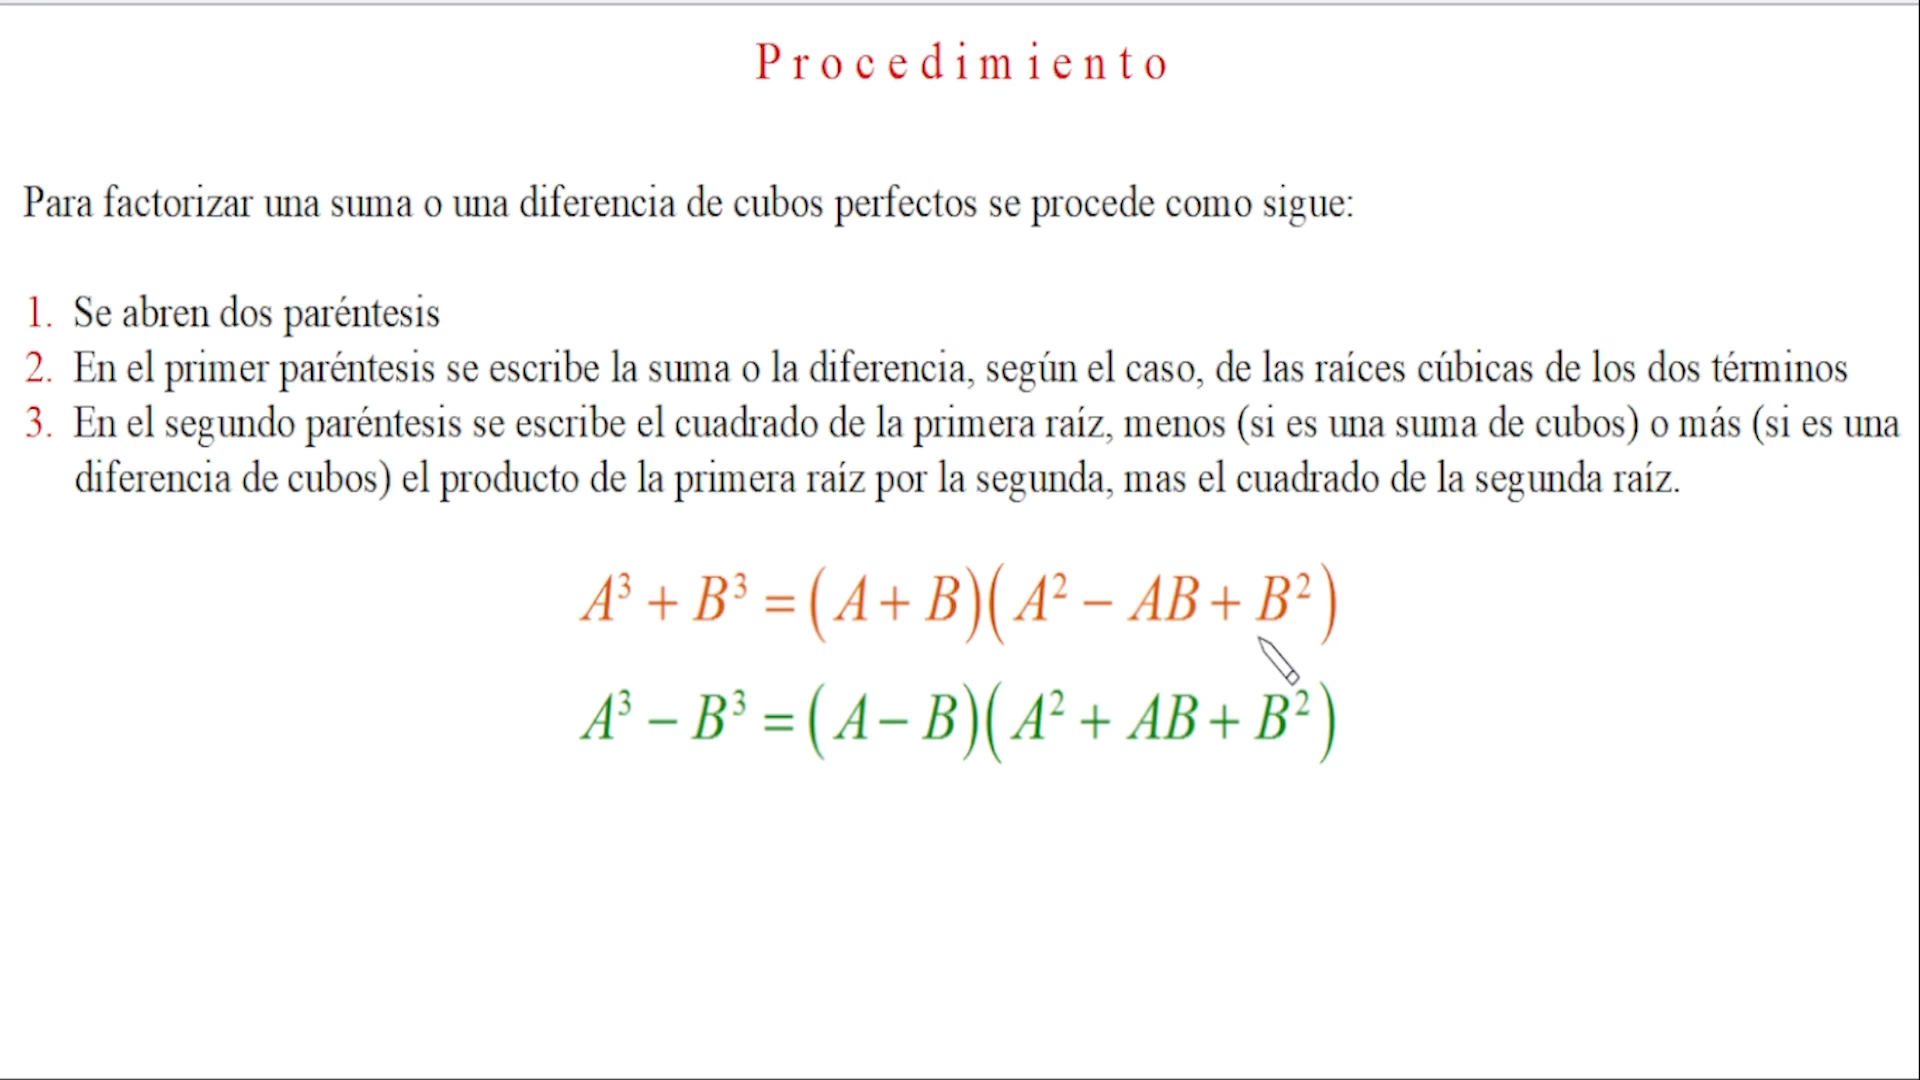 Procedimiento
Para factorizar una suma o una diferencia de cubos perfectos se procede como sigue:
1. Se abren dos paréntesis
2. En el primer paréntesis se escribe la suma o la diferencia, según el caso, de las raíces cúbicas de los dos términos
3. En el segundo paréntesis se escribe el cuadrado de la primera raíz, menos (si es una suma de cubos) o más (si es una
diferencia de cubos) el producto de la primera raíz por la segunda, mas el cuadrado de la segunda raíz.
A³ + B³ = (A + B)(A² − AB + B²)
A³ − B³ = (A − B)(A² + AB + B²)